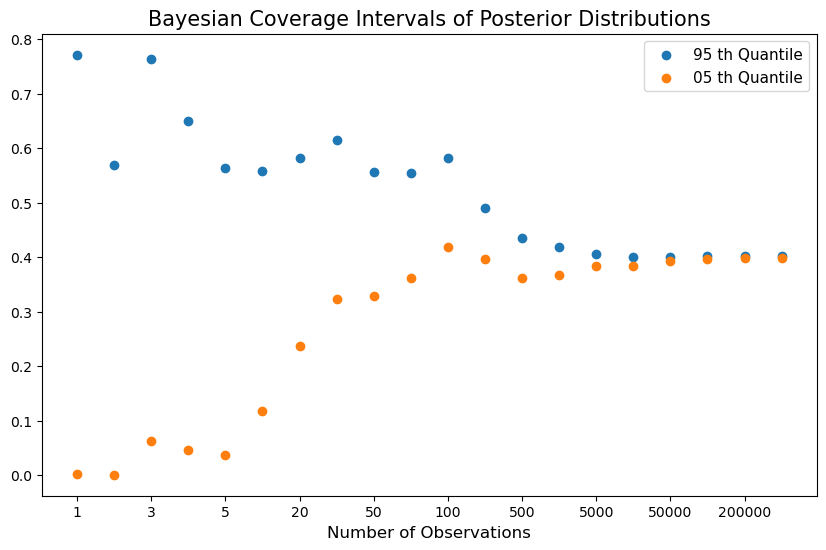 Bayesian Coverage Intervals of Posterior Distributions
95 th Quantile
05 th Quantile
0.8
0.7
0.6
0.5
0.4
0.3
0.2
0.1
0.0
1 3 5 20 50 100 500 5000 50000 200000
Number of Observations